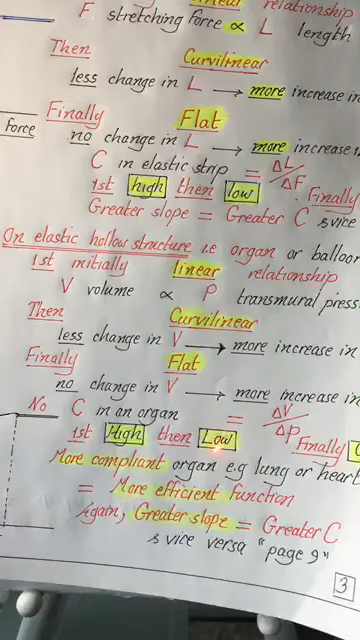 relationship
F stretching force ∝ L length
Then Curvilinear
less change in L → more increase in
Finally Flat
force no change in L → more increase
C in elastic strip = ΔL/ΔF
1st high then low . Finally
Greater slope = Greater C & vice
On elastic hollow structure i.e organ or balloon
1st initially linear relationship
V volume ∝ P transmural press
Then Curvilinear
less change in V → more increase in
Finally Flat
no change in V → more increase in
No C in an organ = ΔV/ΔP
1st High then Low Finally
More compliant organ e.g lung or heart
= More efficient function
Again, Greater slope = Greater C
& vice versa "page 9"
3